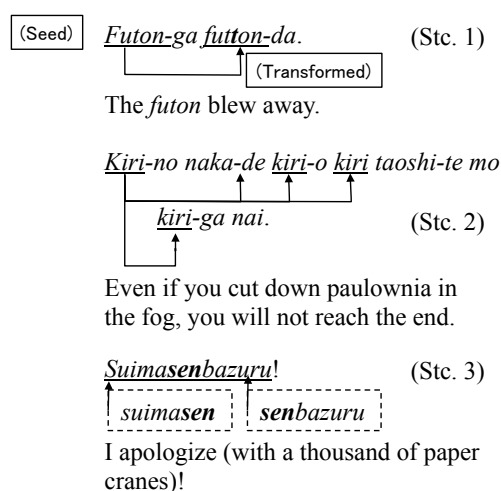 (Seed)
Futon-ga futton-da. (Stc. 1)
(Transformed)
The futon blew away.
Kiri-no naka-de kiri-o kiri taoshi-te mo
kiri-ga nai. (Stc. 2)
Even if you cut down paulownia in
the fog, you will not reach the end.
Suimasenbazuru! (Stc. 3)
suimasen senbazuru
I apologize (with a thousand of paper
cranes)!